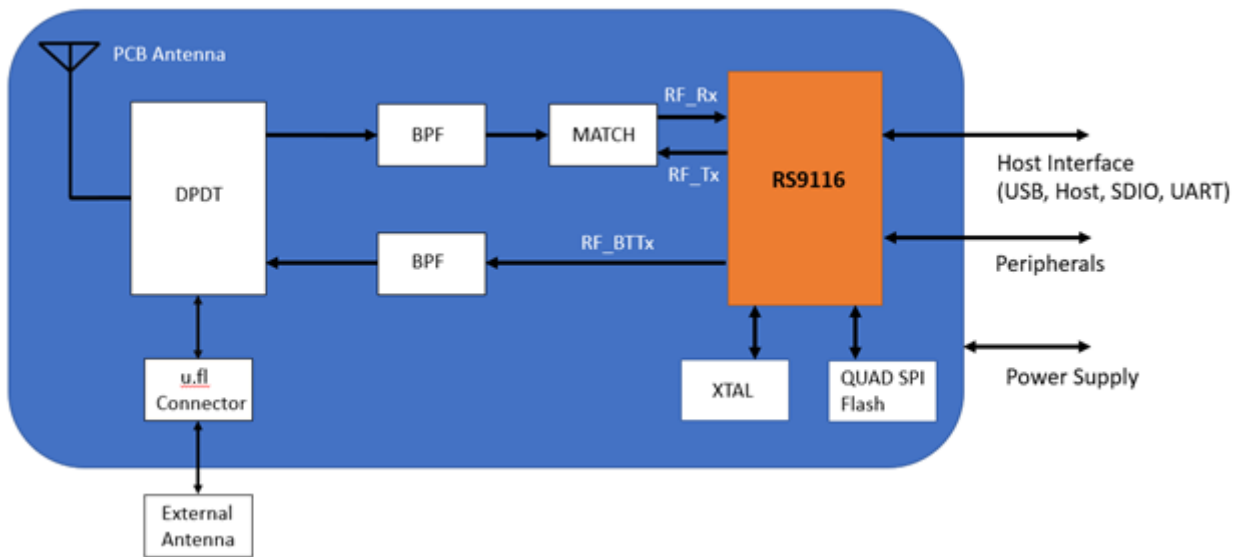 PCB Antenna
DPDT
BPF
MATCH
RF_Rx
RF_Tx
RS9116
BPF
RF_BTTx
u.fl
Connector
XTAL
QUAD SPI
Flash
External
Antenna
Host Interface
(USB, Host, SDIO, UART)
Peripherals
Power Supply